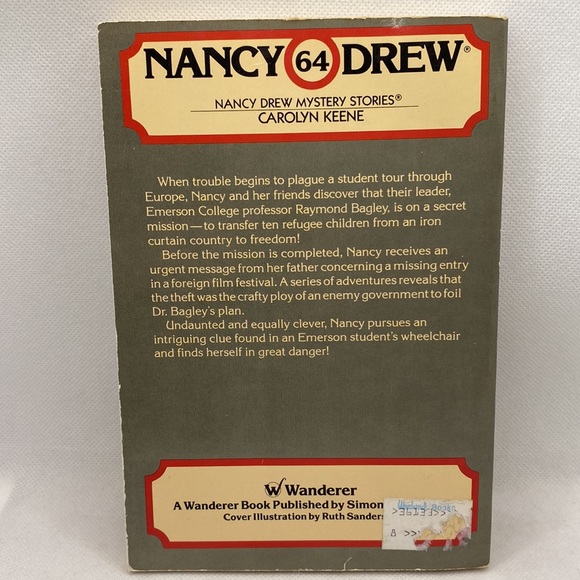 NANCY 64 DREW®
NANCY DREW MYSTERY STORIES®
CAROLYN KEENE
When trouble begins to plague a student tour through
Europe, Nancy and her friends discover that their leader,
Emerson College professor Raymond Bagley, is on a secret
mission—to transfer ten refugee children from an iron
curtain country to freedom!
Before the mission is completed, Nancy receives an
urgent message from her father concerning a missing entry
in a foreign film festival. A series of adventures reveals that
the theft was the crafty ploy of an enemy government to foil
Dr. Bagley's plan.
Undaunted and equally clever, Nancy pursues an
intriguing clue found in an Emerson student's wheelchair
and finds herself in great danger!
W Wanderer
A Wanderer Book Published by Simon
Cover Illustration by Ruth Sander